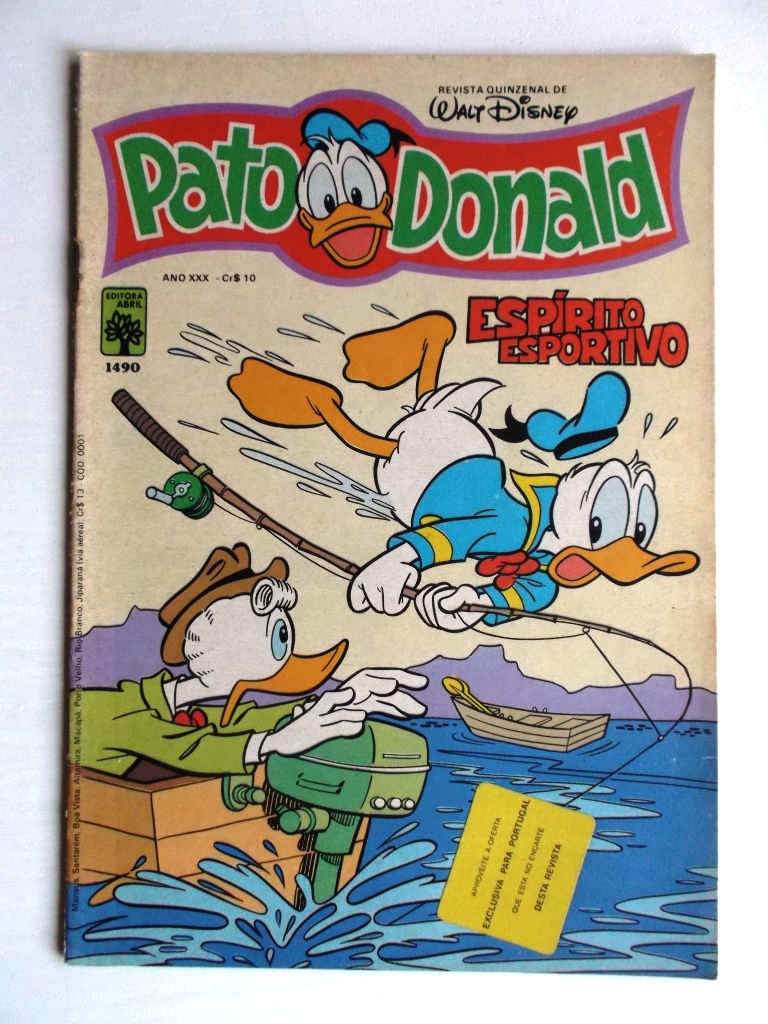 REVISTA QUINZENAL DE
WALT DISNEY
Pato Donald
ANO XXX - Cr$ 10
EDITORA
ABRIL
1490
ESPÍRITO
ESPORTIVO
Manaus, Santarém, Boa Vista, Altamira, Macapá, Porto Velho, Rio Branco, Jiparaná (via aérea): Cr$ 13 - CÓD. 0001
APROVEITE A OFERTA
EXCLUSIVA PARA PORTUGAL
QUE ESTA NO ENCARTE
DESTA REVISTA